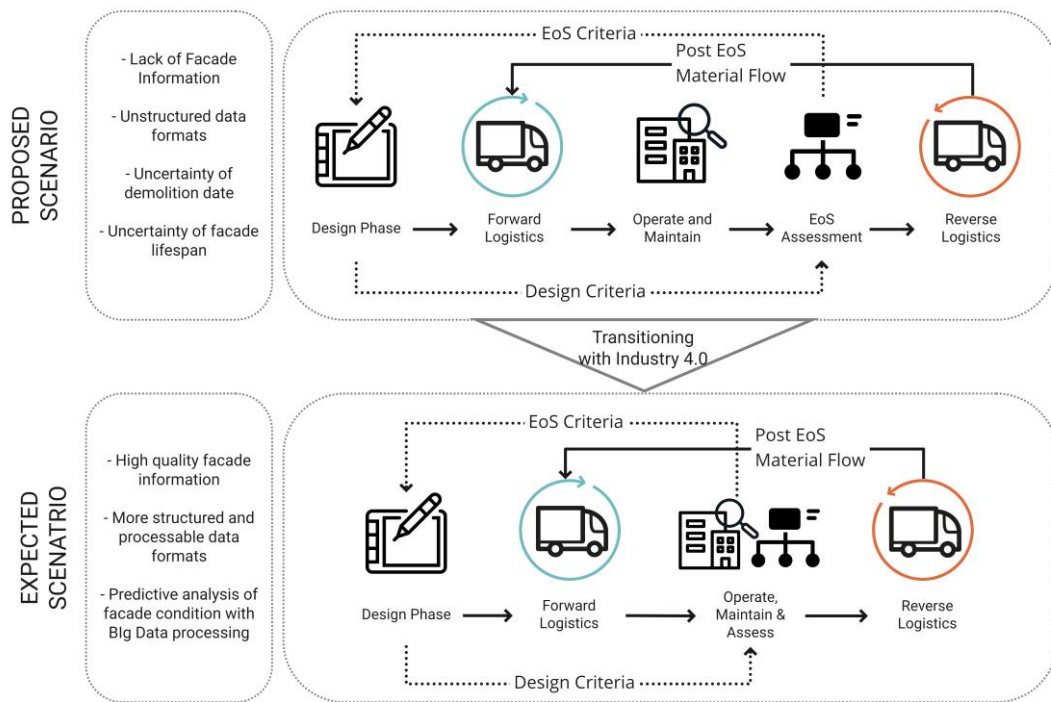 PROPOSED
SCENARIO
- Lack of Facade
Information
- Unstructured data
formats
- Uncertainty of
demolition date
- Uncertainty of facade
lifespan
EoS Criteria
Post EoS
Material Flow
Design Phase
Forward
Logistics
Operate and
Maintain
EoS
Assessment
Reverse
Logistics
Design Criteria
Transitioning
with Industry 4.0
EXPECTED
SCENATRIO
- High quality facade
information
- More structured and
processable data
formats
- Predictive analysis of
facade condition with
BIg Data processing
EoS Criteria
Post EoS
Material Flow
Design Phase
Forward
Logistics
Operate,
Maintain &
Assess
Reverse
Logistics
Design Criteria